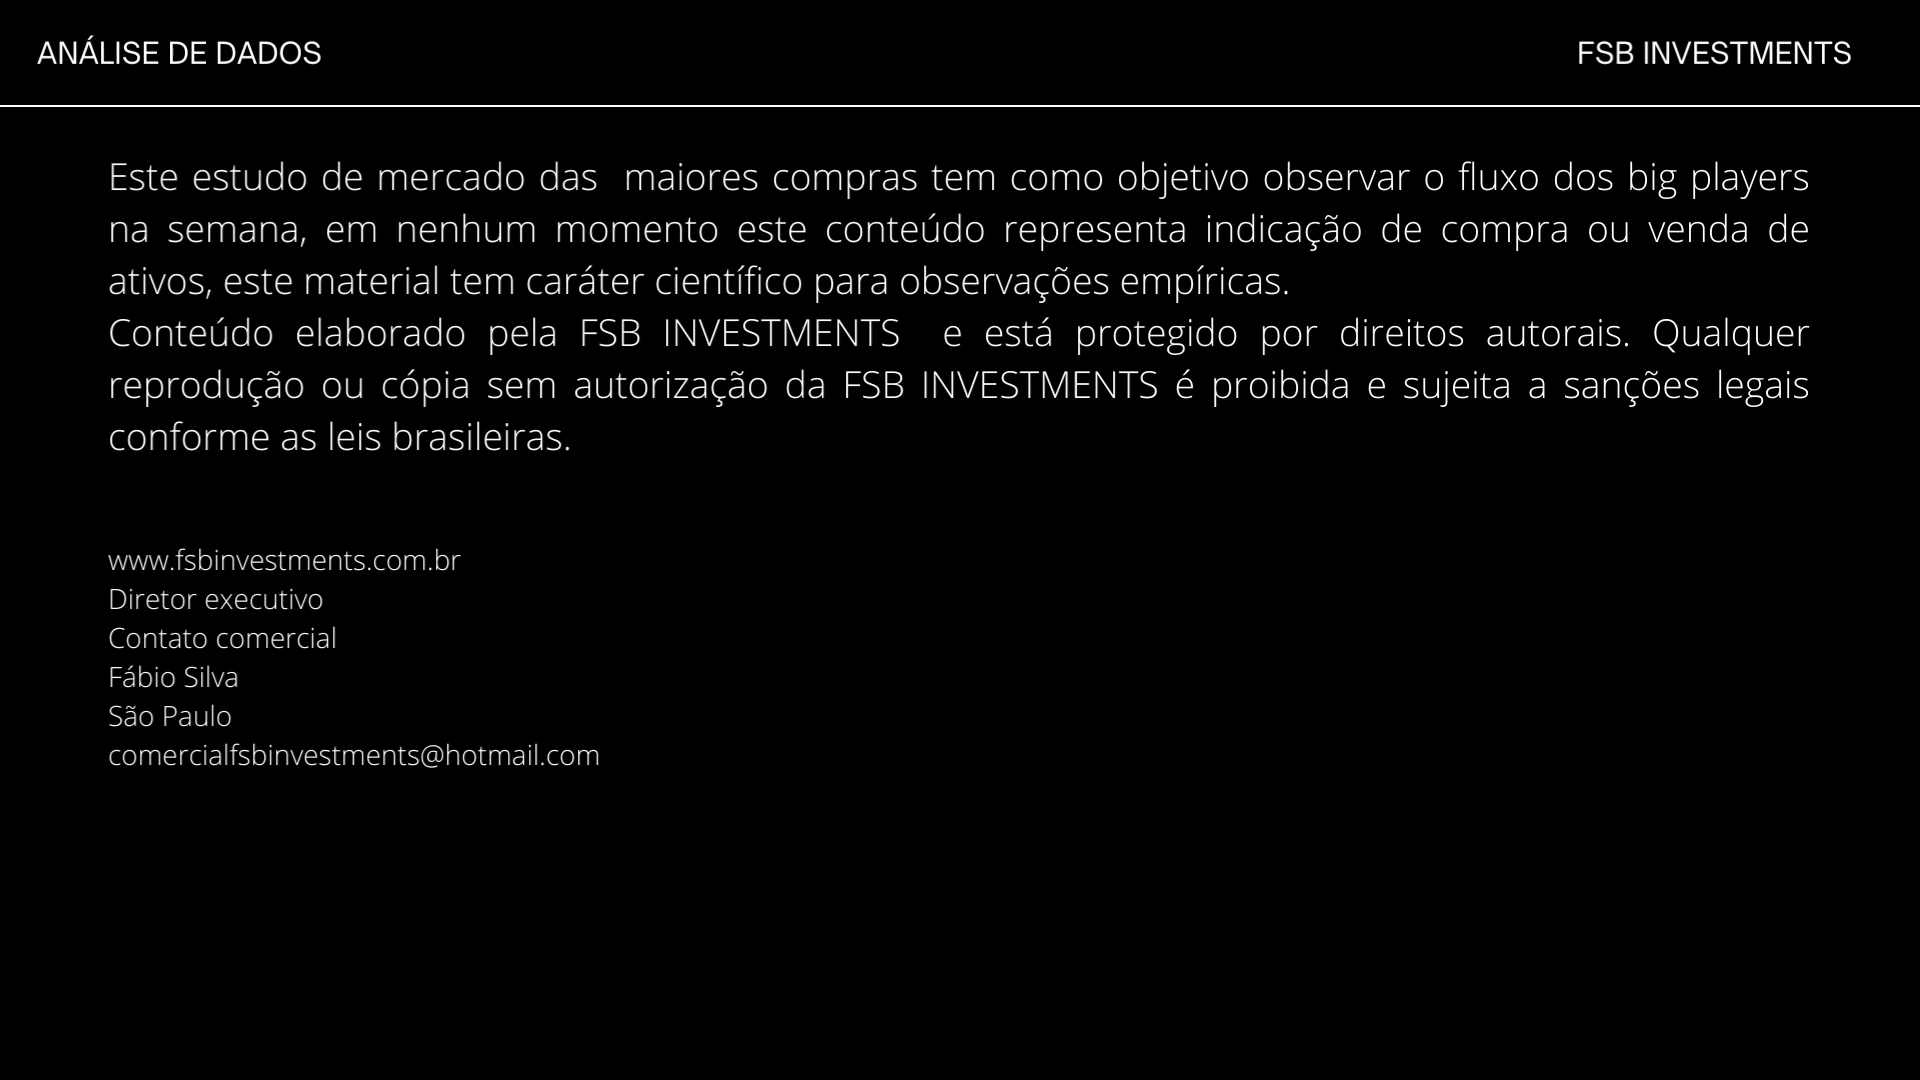 ANÁLISE DE DADOS
FSB INVESTMENTS
Este estudo de mercado das  maiores compras tem como objetivo observar o fluxo dos big players
na semana, em nenhum momento este conteúdo representa indicação de compra ou venda de
ativos, este material tem caráter científico para observações empíricas.
Conteúdo elaborado pela FSB INVESTMENTS  e está protegido por direitos autorais. Qualquer
reprodução ou cópia sem autorização da FSB INVESTMENTS é proibida e sujeita a sanções legais
conforme as leis brasileiras.
www.fsbinvestments.com.br
Diretor executivo
Contato comercial
Fábio Silva
São Paulo
comercialfsbinvestments@hotmail.com